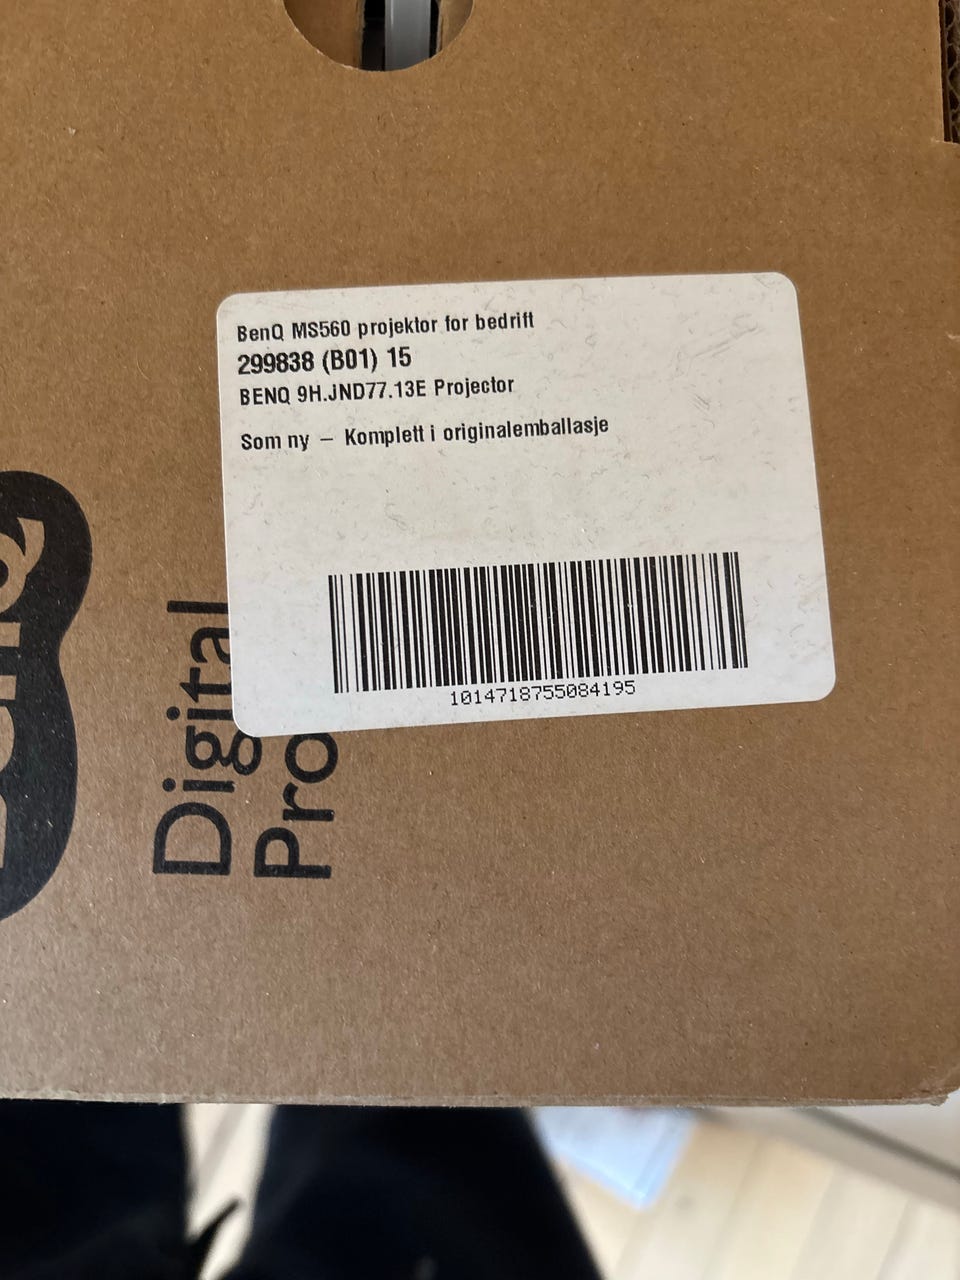 BenQ MS560 projektor for bedrift
299838 (B01) 15
BENQ 9H.JND77.13E Projector
Som ny – Komplett i originalemballasje
1014718755084195
Digital
Pro